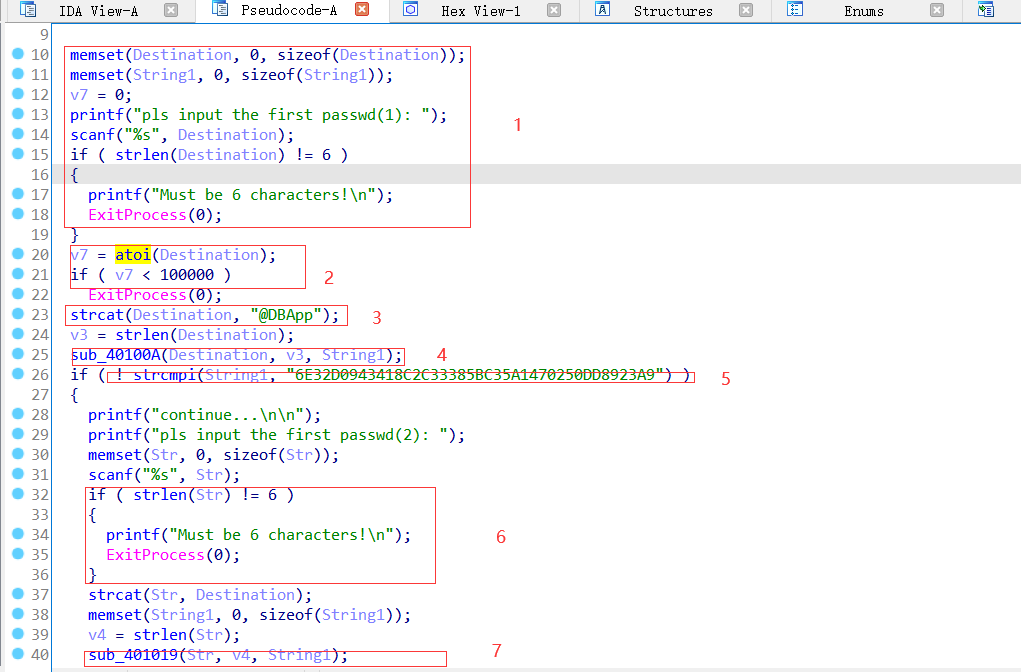 IDA View-A Pseudocode-A Hex View-1 Structures Enums
9
10 memset(Destination, 0, sizeof(Destination));
11 memset(String1, 0, sizeof(String1));
12 v7 = 0;
13 printf("pls input the first passwd(1): ");
1
14 scanf("%s", Destination);
15 if ( strlen(Destination) != 6 )
16 {
17 printf("Must be 6 characters!\n");
18 ExitProcess(0);
19 }
20 v7 = atoi(Destination);
21 if ( v7 < 100000 )
2
22 ExitProcess(0);
23 strcat(Destination, "@DBApp");
3
24 v3 = strlen(Destination);
25 sub_40100A(Destination, v3, String1);
4
26 if ( ! strcmpi(String1, "6E32D0943418C2C33385BC35A1470250DD8923A9") )
5
27 {
28 printf("continue...\n\n");
29 printf("pls input the first passwd(2): ");
30 memset(Str, 0, sizeof(Str));
31 scanf("%s", Str);
32 if ( strlen(Str) != 6 )
33 {
34 printf("Must be 6 characters!\n");
6
35 ExitProcess(0);
36 }
37 strcat(Str, Destination);
38 memset(String1, 0, sizeof(String1));
39 v4 = strlen(Str);
40 sub_401019(Str, v4, String1);
7